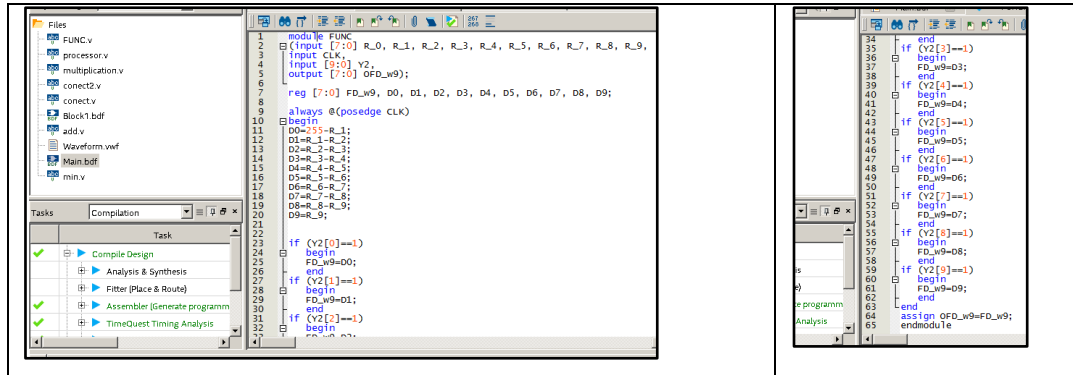 Files
FUNC.v
processor.v
multiplication.v
conect2.v
conect.v
Block1.bdf
add.v
Waveform.vwf
Main.bdf
min.v
Tasks
Compilation
Task
Compile Design
Analysis & Synthesis
Fitter (Place & Route)
Assembler (Generate programm
TimeQuest Timing Analysis
267
268
1 module FUNC
2 (input [7:0] R_0, R_1, R_2, R_3, R_4, R_5, R_6, R_7, R_8, R_9,
3 input CLK,
4 input [9:0] Y2,
5 output [7:0] OFD_w9);
6
7 reg [7:0] FD_w9, D0, D1, D2, D3, D4, D5, D6, D7, D8, D9;
8
9 always @(posedge CLK)
10 begin
11 D0=255-R_1;
12 D1=R_1-R_2;
13 D2=R_2-R_3;
14 D3=R_3-R_4;
15 D4=R_4-R_5;
16 D5=R_5-R_6;
17 D6=R_6-R_7;
18 D7=R_7-R_8;
19 D8=R_8-R_9;
20 D9=R_9;
21
22
23 if (Y2[0]==1)
24 begin
25 FD_w9=D0;
26 end
27 if (Y2[1]==1)
28 begin
29 FD_w9=D1;
30 end
31 if (Y2[2]==1)
32 begin
34 end
35 if (Y2[3]==1)
36 begin
37 FD_w9=D3;
38 end
39 if (Y2[4]==1)
40 begin
41 FD_w9=D4;
42 end
43 if (Y2[5]==1)
44 begin
45 FD_w9=D5;
46 end
47 if (Y2[6]==1)
48 begin
49 FD_w9=D6;
50 end
51 if (Y2[7]==1)
52 begin
53 FD_w9=D7;
54 end
55 if (Y2[8]==1)
56 begin
57 FD_w9=D8;
58 end
59 if (Y2[9]==1)
60 begin
61 FD_w9=D9;
62 end
63 end
64 assign OFD_w9=FD_w9;
65 endmodule
is
e)
te programm
Analysis